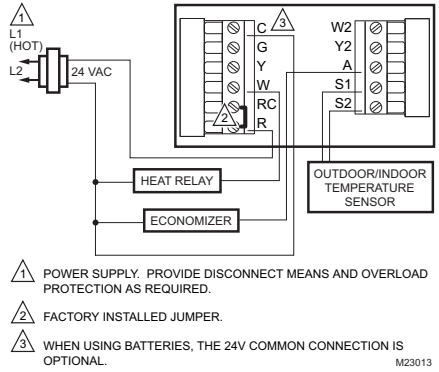 1
L1
(HOT)
L2
24 VAC
3
C
G
Y
W
RC
R
2
W2
Y2
A
S1
S2
HEAT RELAY
ECONOMIZER
OUTDOOR/INDOOR
TEMPERATURE
SENSOR
1 POWER SUPPLY. PROVIDE DISCONNECT MEANS AND OVERLOAD
PROTECTION AS REQUIRED.
2 FACTORY INSTALLED JUMPER.
3 WHEN USING BATTERIES, THE 24V COMMON CONNECTION IS
OPTIONAL.
M23013